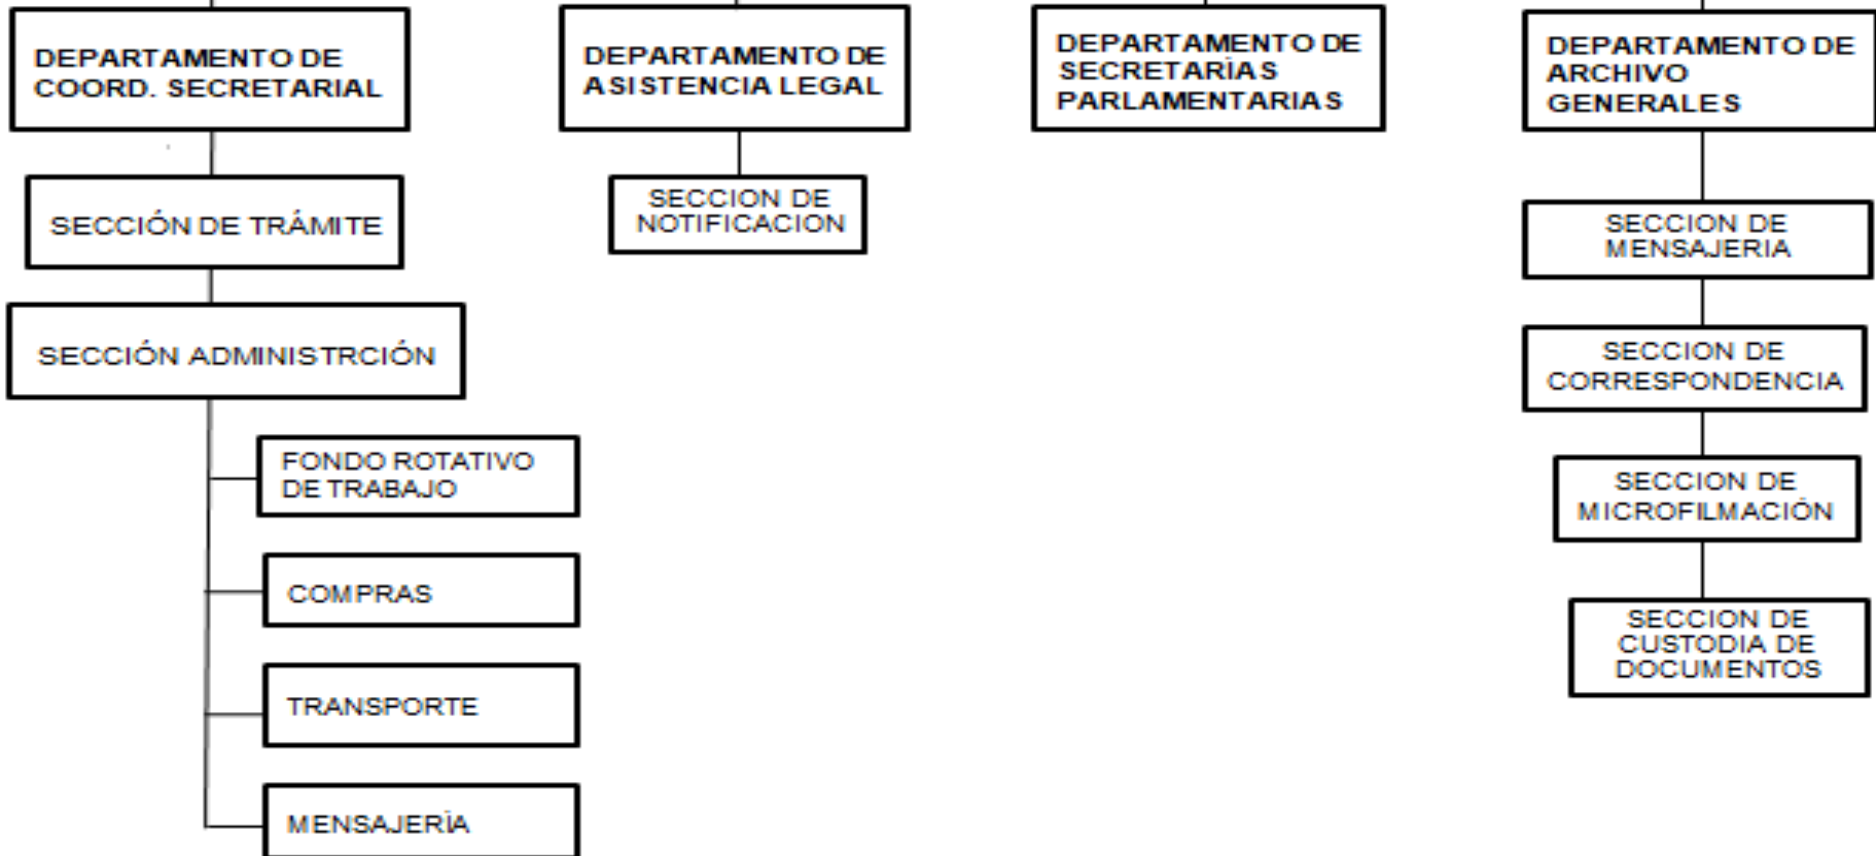 DEPARTAMENTO DE
COORD. SECRETARIAL
SECCIÓN DE TRÁMITE
SECCIÓN ADMINISTRCIÓN
FONDO ROTATIVO
DE TRABAJO
COMPRAS
TRANSPORTE
MENSAJERÌA
DEPARTAMENTO DE
ASISTENCIA LEGAL
SECCION DE
NOTIFICACION
DEPARTAMENTO DE
SECRETARÌAS
PARLAMENTARIAS
DEPARTAMENTO DE
ARCHIVO
GENERALES
SECCION DE
MENSAJERIA
SECCION DE
CORRESPONDENCIA
SECCION DE
MICROFILMACIÓN
SECCION DE
CUSTODIA DE
DOCUMENTOS